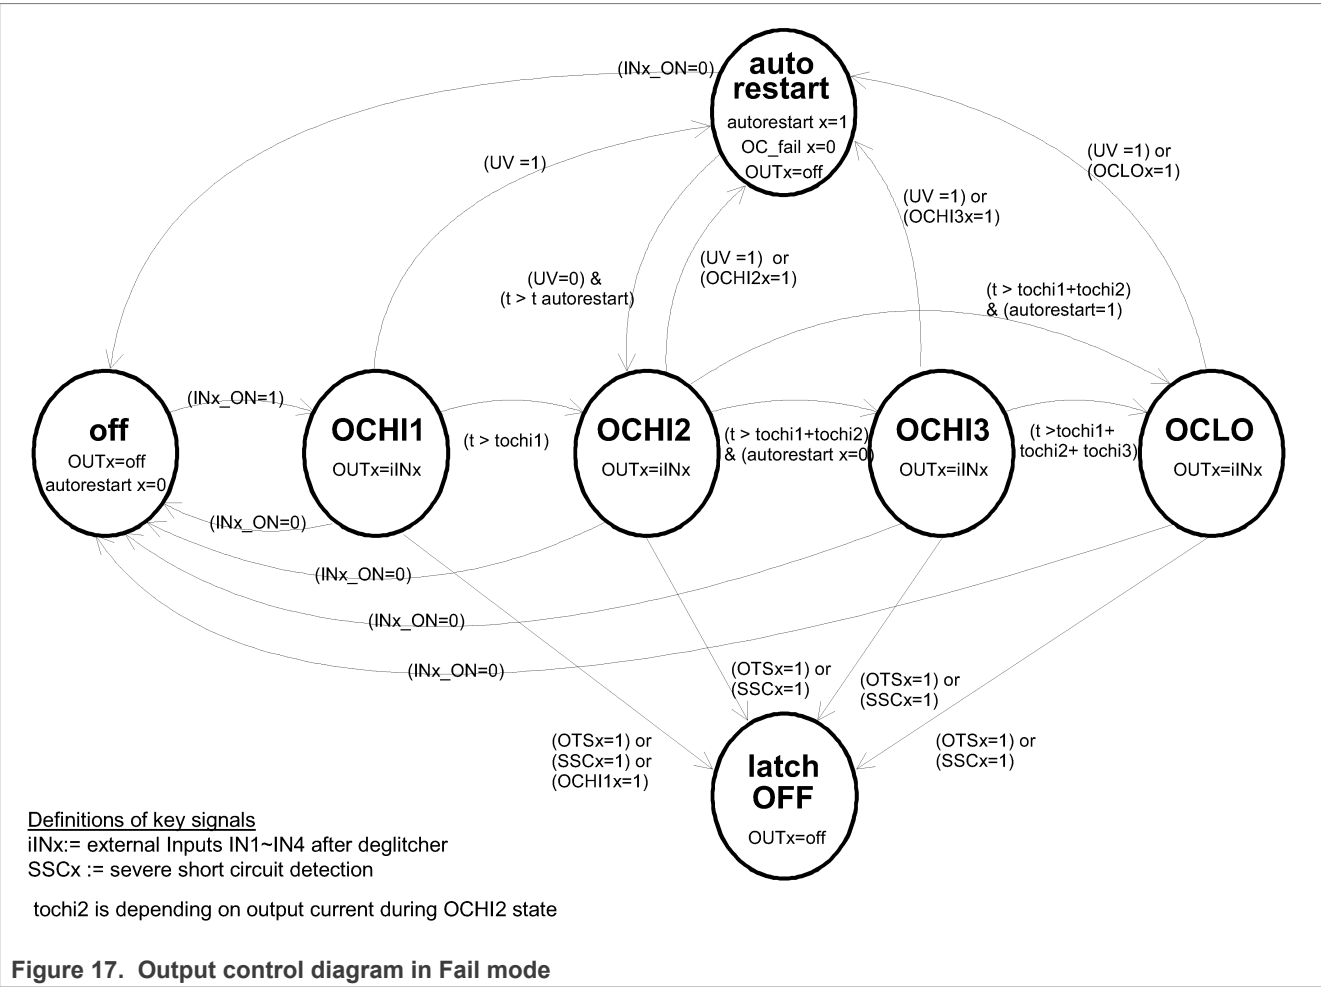 (INx_ON=0)
auto
restart
autorestart x=1
OC_fail x=0
OUTx=off
(UV =1)
(UV =1) or
(OCLOx=1)
(UV =1) or
(OCHI3x=1)
(UV =1)  or
(OCHI2x=1)
(UV=0) &
(t > t autorestart)
(t > tochi1+tochi2)
& (autorestart=1)
off
OUTx=off
autorestart x=0
(INx_ON=1)
OCHI1
OUTx=iINx
(t > tochi1)
OCHI2
OUTx=iINx
(t > tochi1+tochi2)
& (autorestart x=0)
OCHI3
OUTx=iINx
(t >tochi1+
tochi2+ tochi3)
OCLO
OUTx=iINx
(INx_ON=0)
(INx_ON=0)
(INx_ON=0)
(INx_ON=0)
(OTSx=1) or
(SSCx=1)
(OTSx=1) or
(SSCx=1)
(OTSx=1) or
(SSCx=1) or
(OCHI1x=1)
(OTSx=1) or
(SSCx=1)
latch
OFF
OUTx=off
Definitions of key signals
iINx:= external Inputs IN1~IN4 after deglitcher
SSCx := severe short circuit detection
tochi2 is depending on output current during OCHI2 state
Figure 17.  Output control diagram in Fail mode